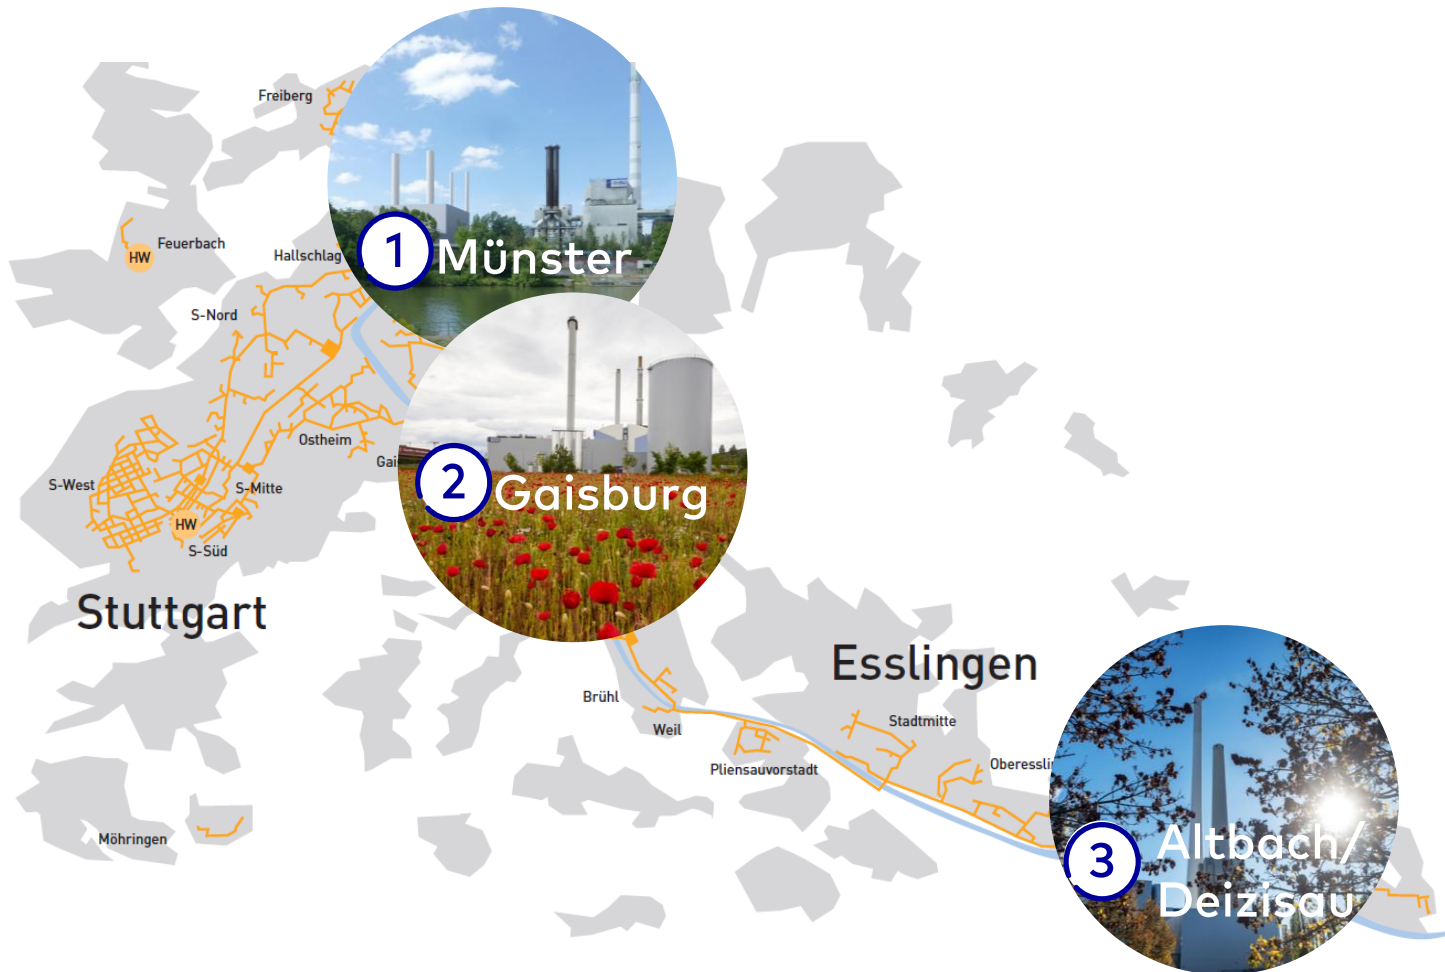 Freiberg
Feuerbach
HW
Hallschlag
1 Münster
S-Nord
Ostheim
S-West
S-Mitte
2 Gaisburg
HW
S-Süd
Stuttgart
Esslingen
Brühl
Weil
Stadtmitte
Pliensauvorstadt
Möhringen
3 Altbach/
Deizisau